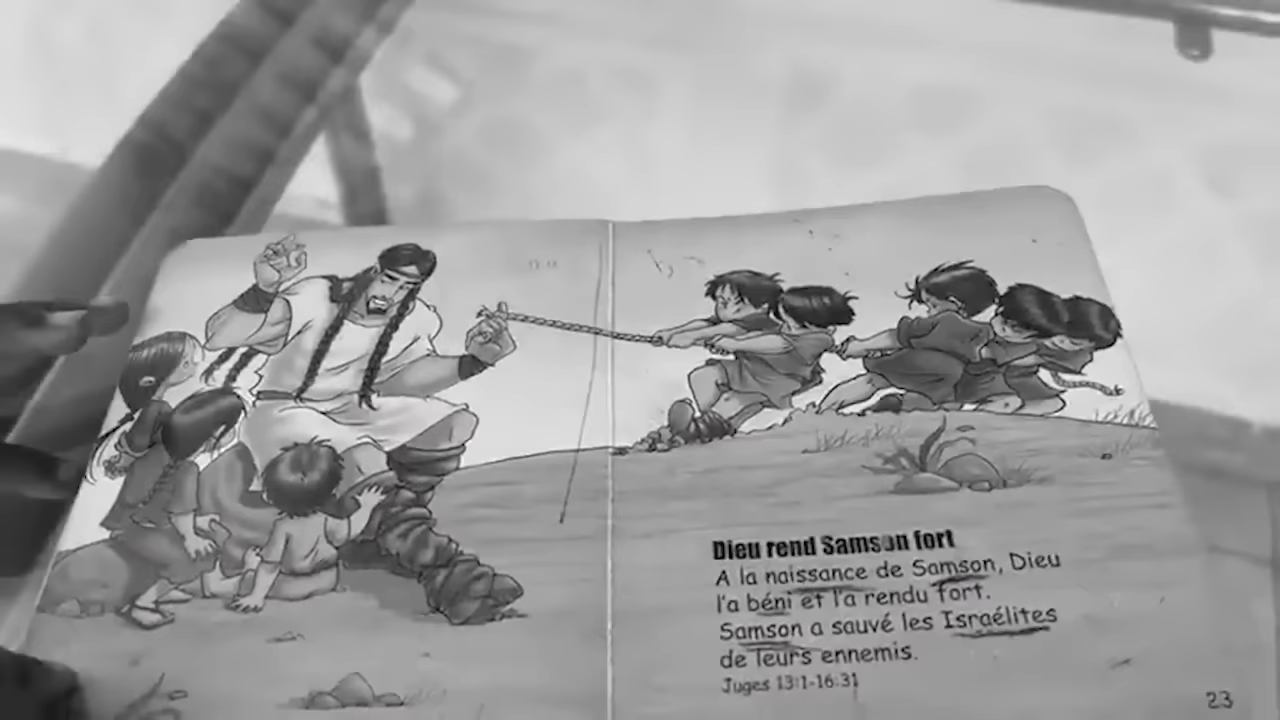 Dieu rend Samson fort
A la naissance de Samson, Dieu
l'a béni et l'a rendu fort.
Samson a sauvé les Israélites
de leurs ennemis.
Juges 13:1-16:31
23